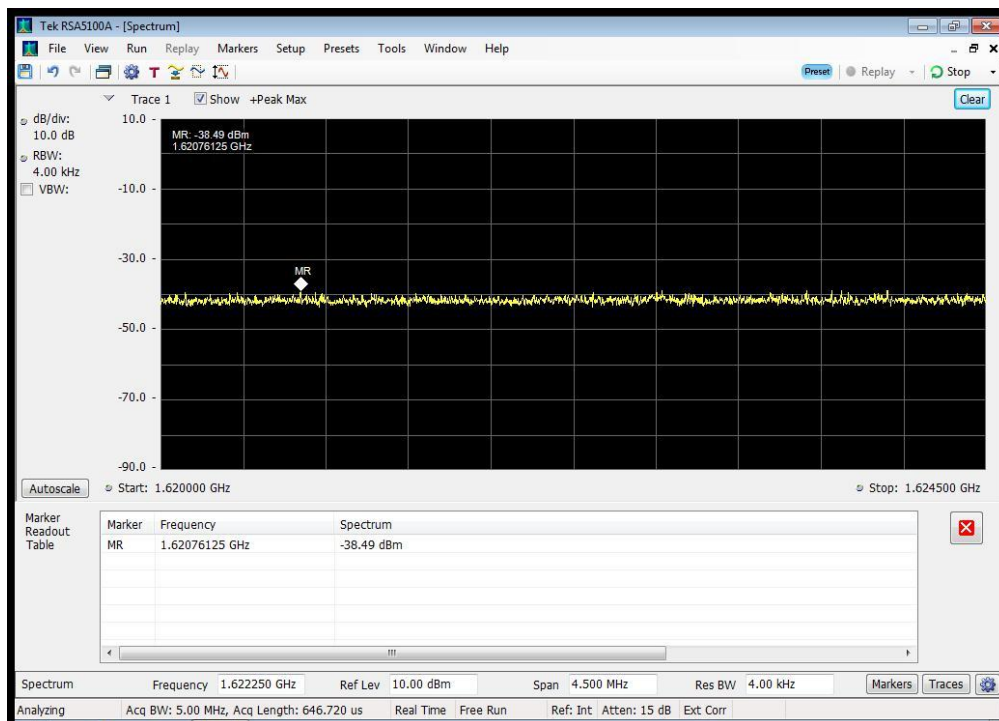 Tek RSA5100A - [Spectrum]
File View Run Replay Markers Setup Presets Tools Window Help
T Preset Replay Stop
Trace 1 Show +Peak Max Clear
dB/div:
10.0 dB
RBW:
4.00 kHz
VBW:
10.0
MR: -38.49 dBm
1.62076125 GHz
-10.0
-30.0
MR
-50.0
-70.0
-90.0
Autoscale Start: 1.620000 GHz Stop: 1.624500 GHz
Marker
Readout
Table
Marker Frequency Spectrum
MR 1.62076125 GHz -38.49 dBm
Spectrum Frequency 1.622250 GHz Ref Lev 10.00 dBm Span 4.500 MHz Res BW 4.00 kHz Markers Traces
Analyzing Acq BW: 5.00 MHz, Acq Length: 646.720 us Real Time Free Run Ref: Int Atten: 15 dB Ext Corr